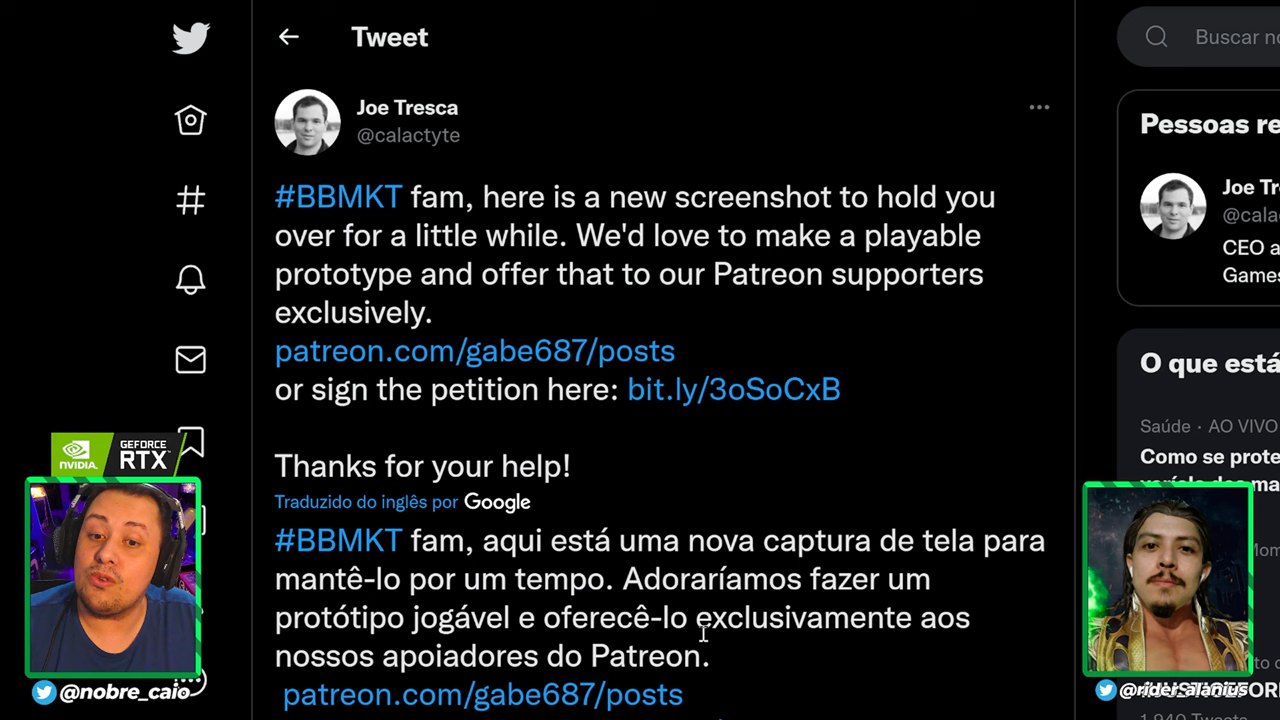 Tweet
Buscar no
Joe Tresca
@calactyte
#BBMKT fam, here is a new screenshot to hold you
over for a little while. We'd love to make a playable
prototype and offer that to our Patreon supporters
exclusively.
patreon.com/gabe687/posts
or sign the petition here: bit.ly/3oSoCxB
Thanks for your help!
Traduzido do inglês por Google
#BBMKT fam, aqui está uma nova captura de tela para
mantê-lo por um tempo. Adoraríamos fazer um
protótipo jogável e oferecê-lo exclusivamente aos
nossos apoiadores do Patreon.
patreon.com/gabe687/posts
Pessoas re
Joe Tr
@cala
CEO a
Games
O que está
Saúde · AO VIVO
Como se prote
NVIDIA.
GEFORCE
RTX
@nobre_caio
@rider_alanius